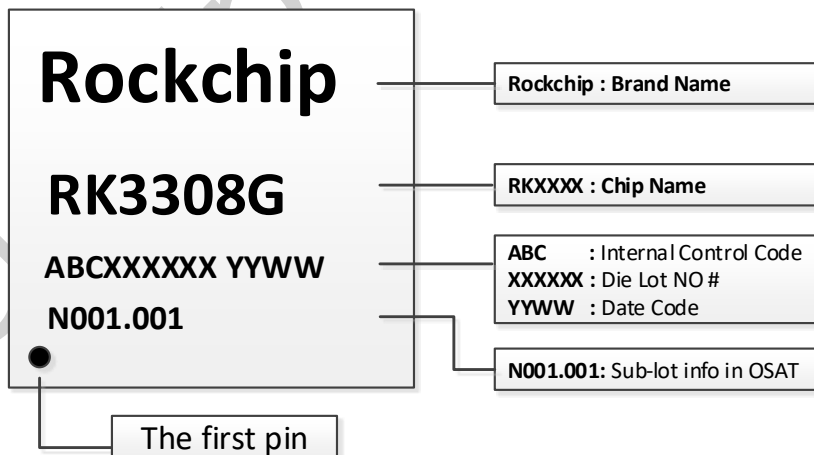 Rockchip
RK3308G
ABCXXXXXX YYWW
N001.001
The first pin
Rockchip : Brand Name
RKXXXX : Chip Name
ABC : Internal Control Code
XXXXXX : Die Lot NO #
YYWW : Date Code
N001.001: Sub-lot info in OSAT